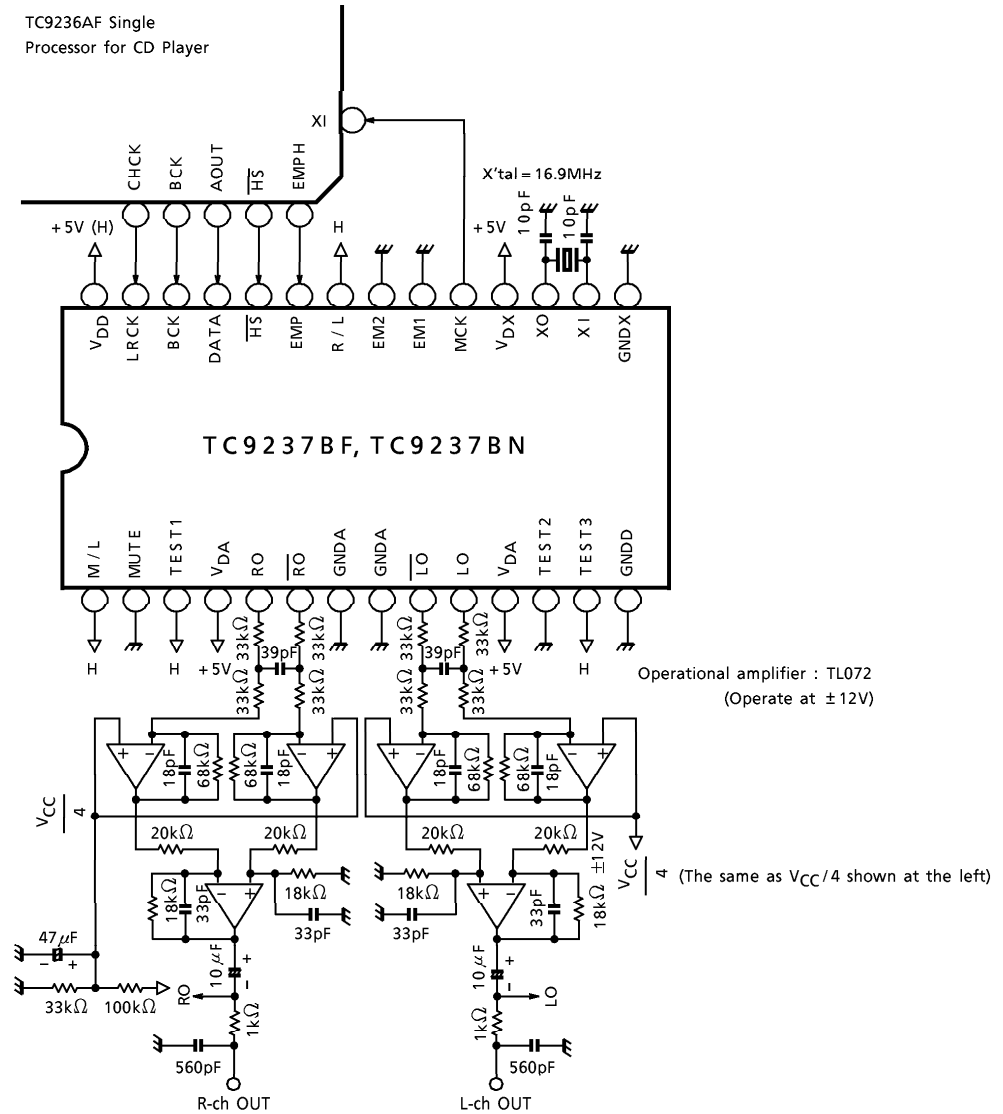 TC9236AF Single
Processor for CD Player
XI
CHCK
BCK
AOUT
HS
EMPH
X'tal = 16.9MHz
10pF
10pF
+5V (H)
H
+5V
VDD
LRCK
BCK
DATA
HS
EMP
R/L
EM2
EM1
MCK
VDX
XO
XI
GNDX
TC9237BF, TC9237BN
M/L
MUTE
TEST1
VDA
RO
RO
GNDA
GNDA
LO
LO
VDA
TEST2
TEST3
GNDD
H
H
+5V
33kΩ
39pF
33kΩ
33kΩ
39pF
33kΩ
+5V
H
33kΩ
33kΩ
33kΩ
33kΩ
Operational amplifier : TL072
(Operate at ±12V)
+
−
18pF
68kΩ
68kΩ
18pF
−
+
+
−
18pF
68kΩ
68kΩ
18pF
−
+
VCC
4
20kΩ
20kΩ
20kΩ
20kΩ
±12V
VCC
4
(The same as VCC/4 shown at the left)
18kΩ
33pF
−
+
18kΩ
33pF
18kΩ
33pF
+
−
33pF
18kΩ
47μF
−
+
33kΩ
100kΩ
10μF
+
−
RO
1kΩ
560pF
R-ch OUT
10μF
+
−
LO
1kΩ
560pF
L-ch OUT